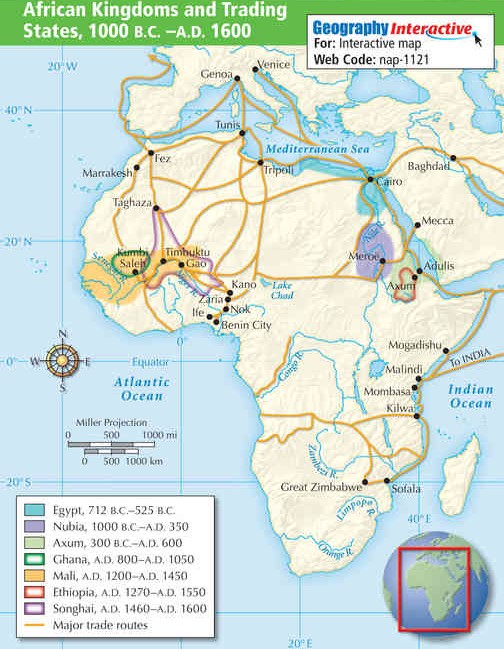 African Kingdoms and Trading
States, 1000 B.C. –A.D. 1600
Geography Interactive
For: Interactive map
Web Code: nap-1121
20°W
Venice
Genoa
40°N
Tunis
Mediterranean Sea
Fez
Baghdad
Marrakesh
Tripoli
Cairo
Taghaza
Mecca
Nile R.
20°N
Kumbi
Saleh
Timbuktu
Gao
Meroë
Adulis
Senegal R.
Niger R.
Kano
Lake
Chad
Axum
Zaria
Nok
Ife
Benin City
0°
Mogadishu
To INDIA
N
W
E
S
0°
Equator
Congo R.
Malindi
Mombasa
Atlantic
Ocean
Indian
Ocean
Kilwa
Miller Projection
0 500 1000 mi
0 500 1000 km
Zambezi R.
20°S
Great Zimbabwe
Sofala
Limpopo R.
40°E
Orange R.
Egypt, 712 B.C.–525 B.C.
Nubia, 1000 B.C.–A.D. 350
Axum, 300 B.C.–A.D. 600
Ghana, A.D. 800–A.D. 1050
Mali, A.D. 1200–A.D. 1450
Ethiopia, A.D. 1270–A.D. 1550
Songhai, A.D. 1460–A.D. 1600
Major trade routes
20°E